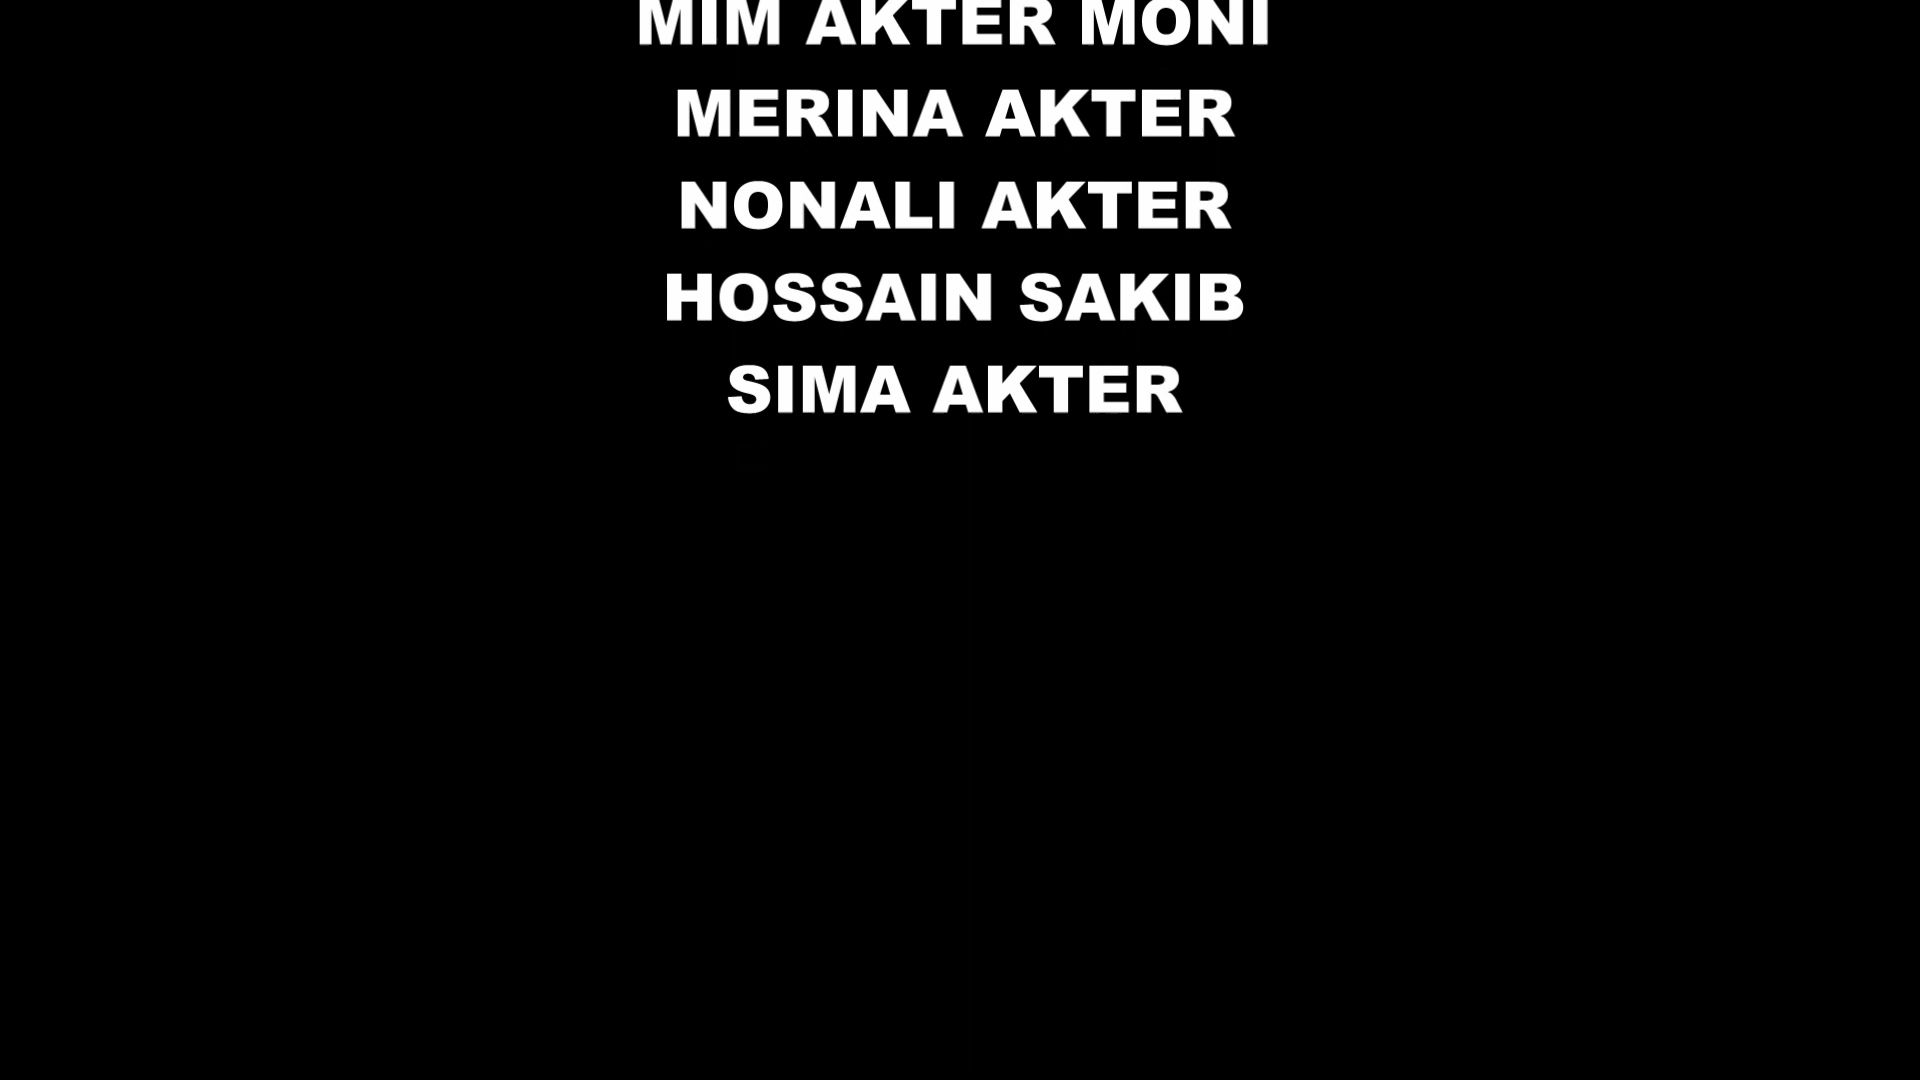 MIM AKTER MONI
MERINA AKTER
NONALI AKTER
HOSSAIN SAKIB
SIMA AKTER